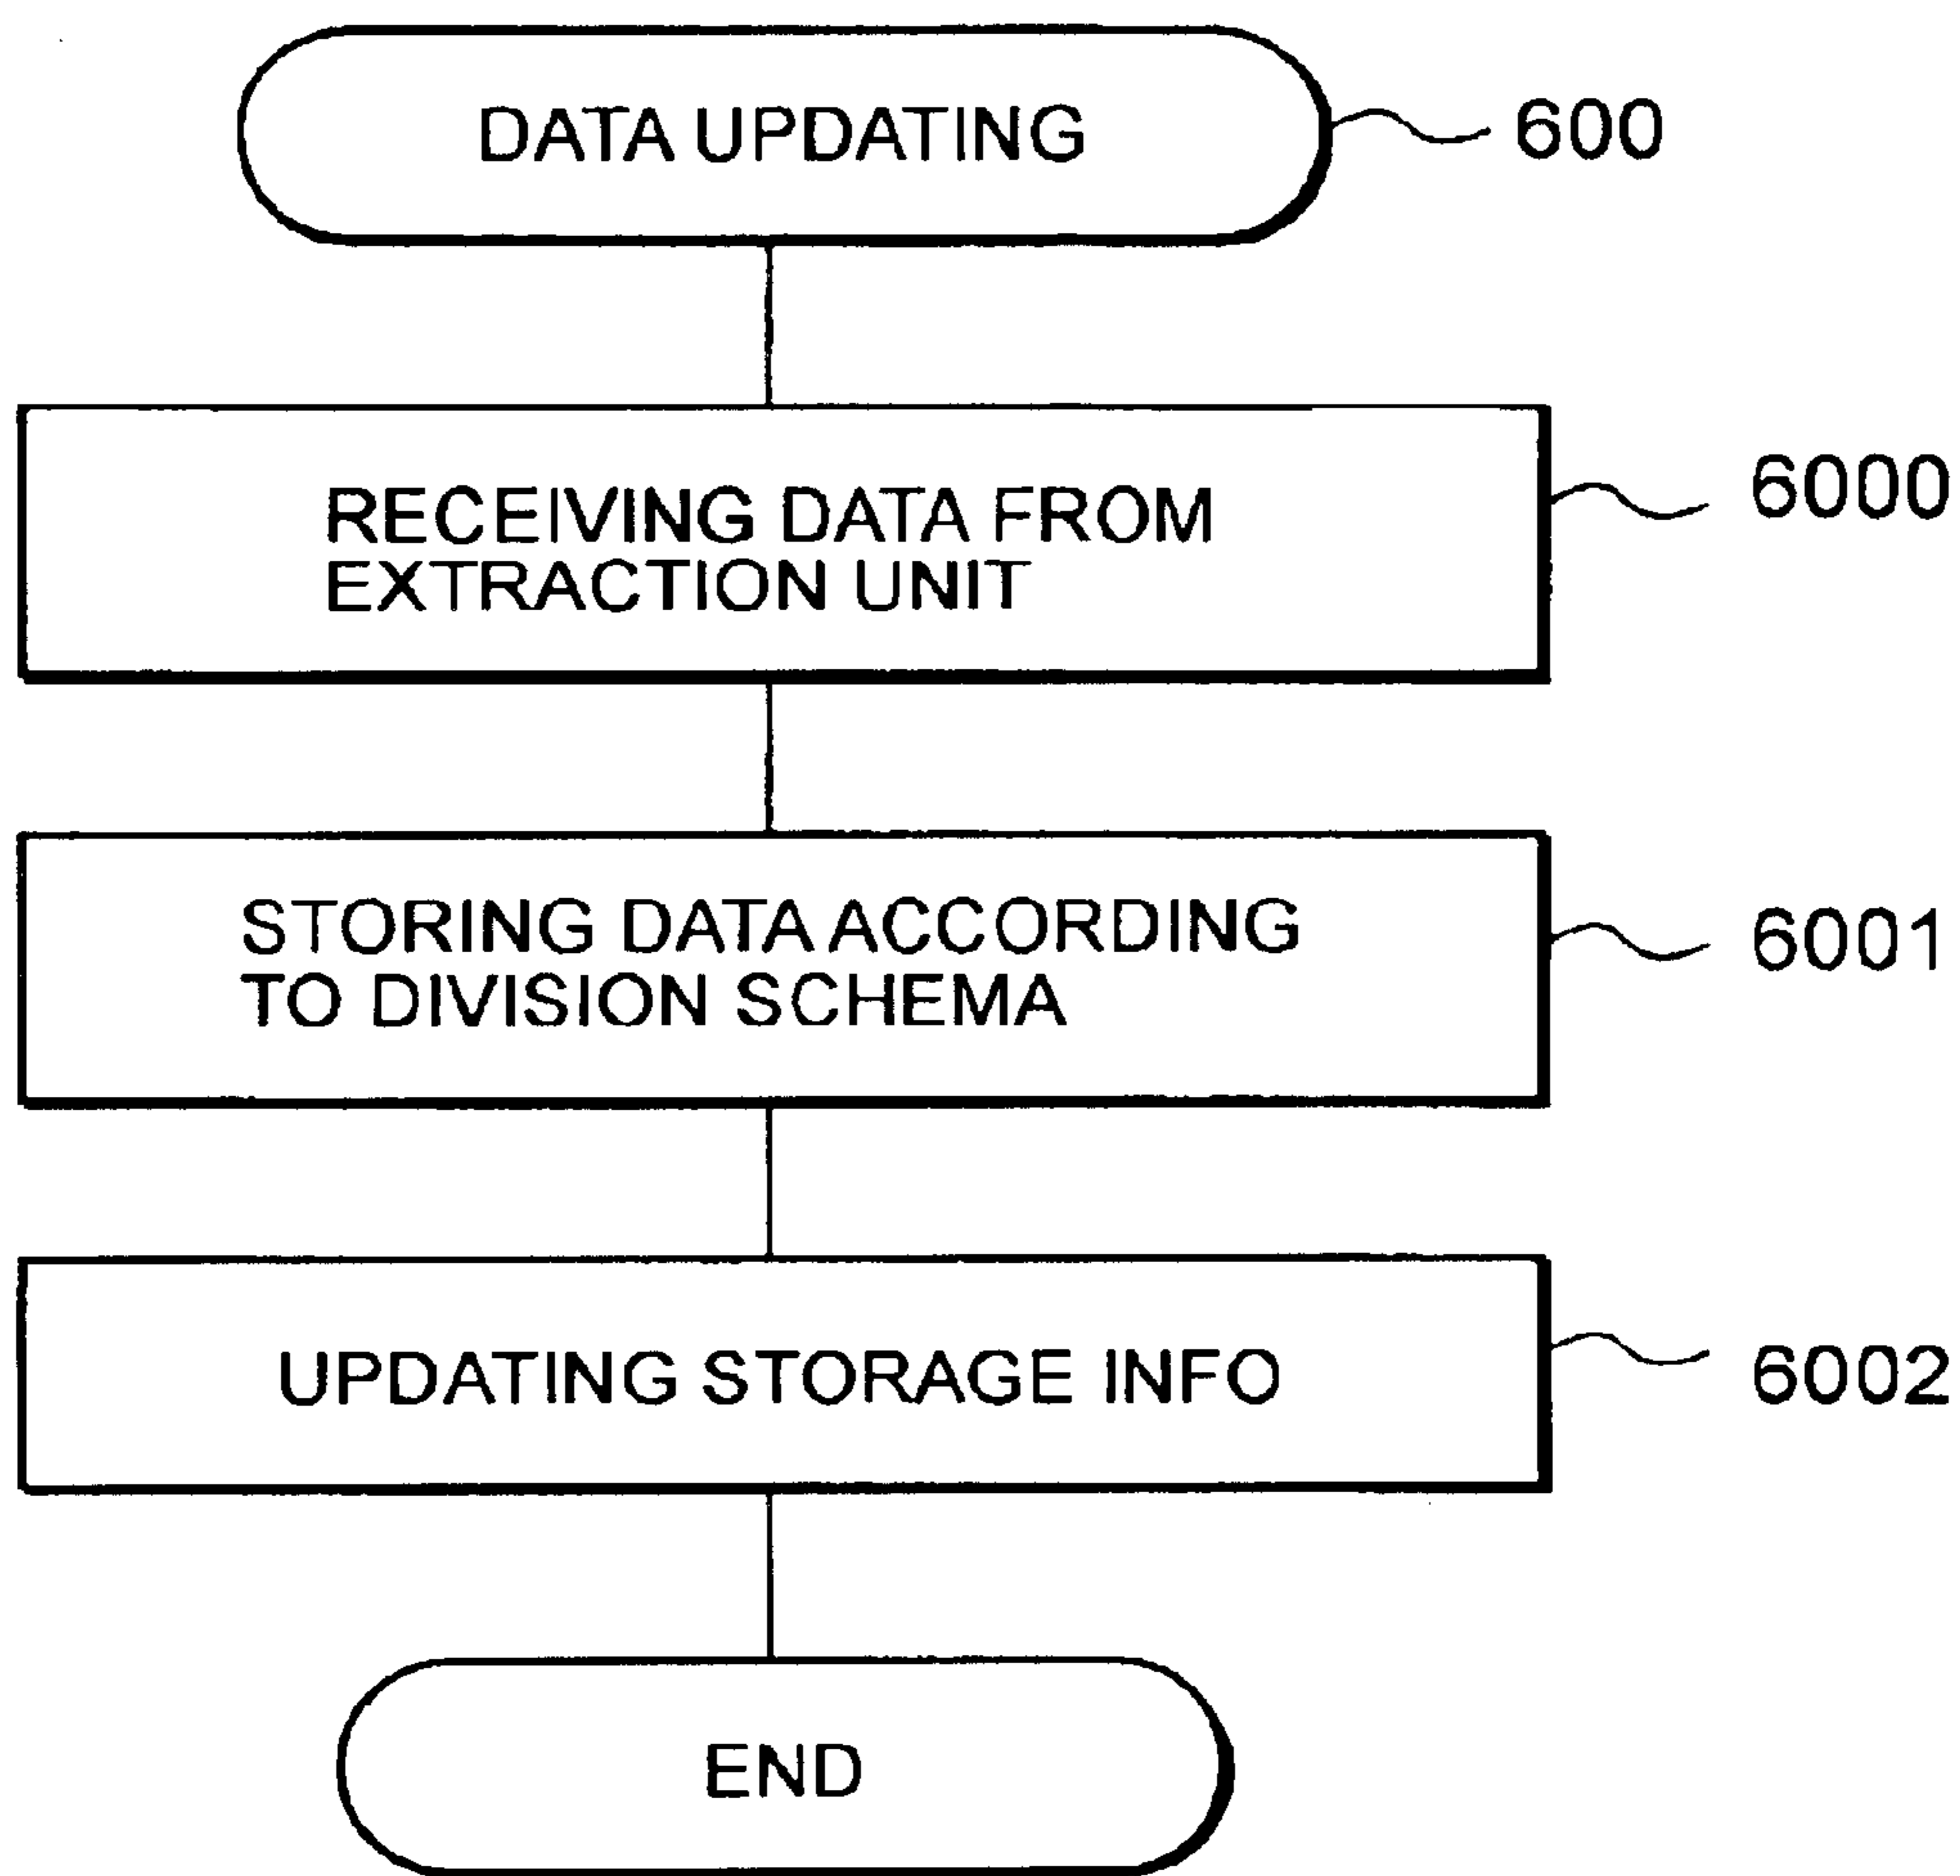 DATA UPDATING
600
RECEIVING DATA FROM
EXTRACTION UNIT
6000
STORING DATA ACCORDING
TO DIVISION SCHEMA
6001
UPDATING STORAGE INFO
6002
END